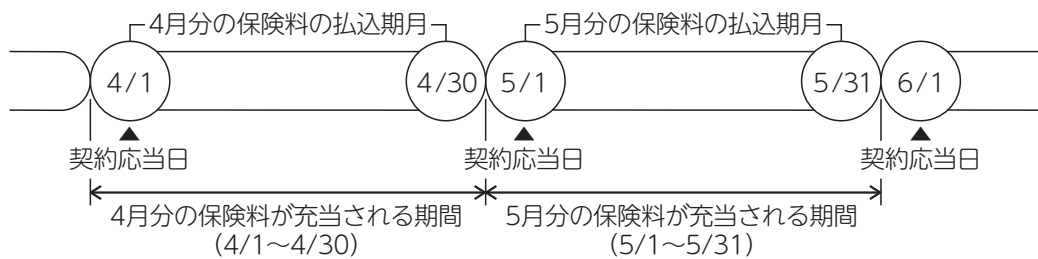 4月分の保険料の払込期月
5月分の保険料の払込期月
4/1
4/30
5/1
5/31
6/1
契約応当日
契約応当日
契約応当日
4月分の保険料が充当される期間
(4/1〜4/30)
5月分の保険料が充当される期間
(5/1〜5/31)